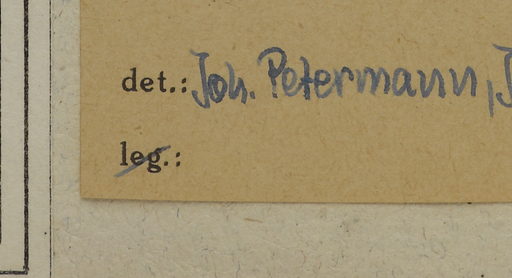 det.: Joh. Petermann, J
leg.: